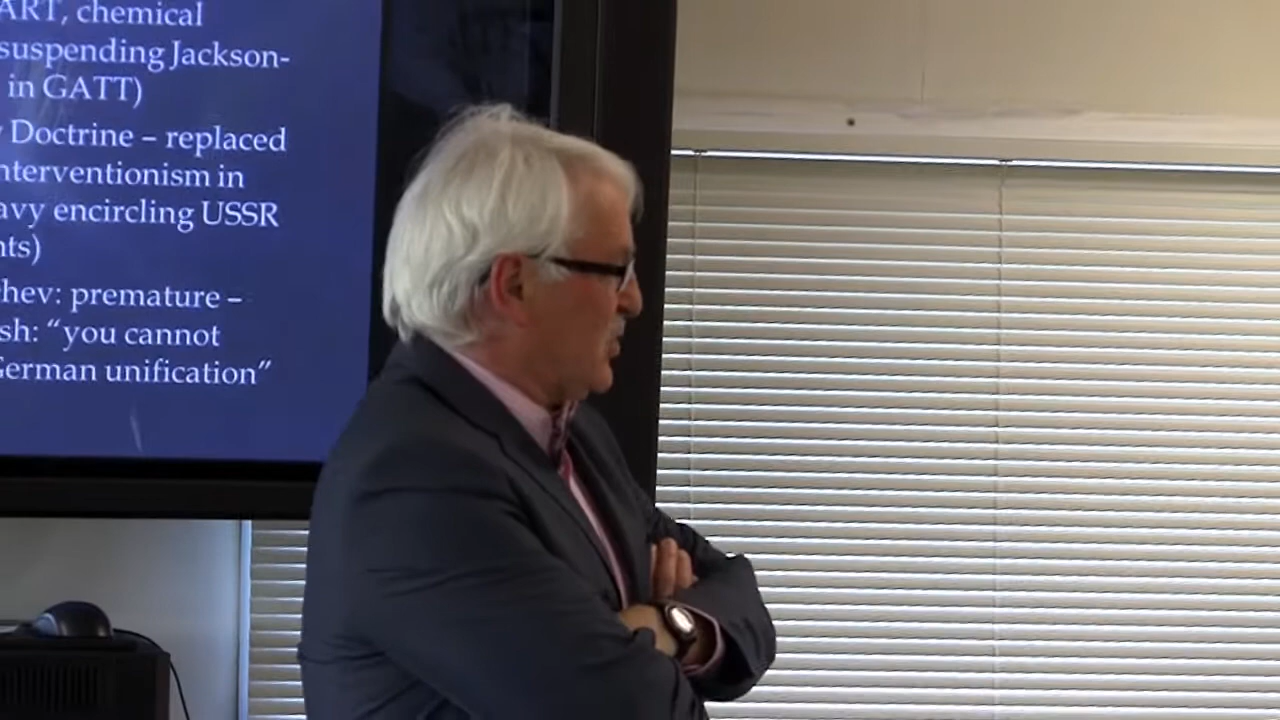 ART, chemical
suspending Jackson-
in GATT)
Doctrine – replaced
nterventionism in
avy encircling USSR
nts)
hev: premature –
sh: “you cannot
German unification”